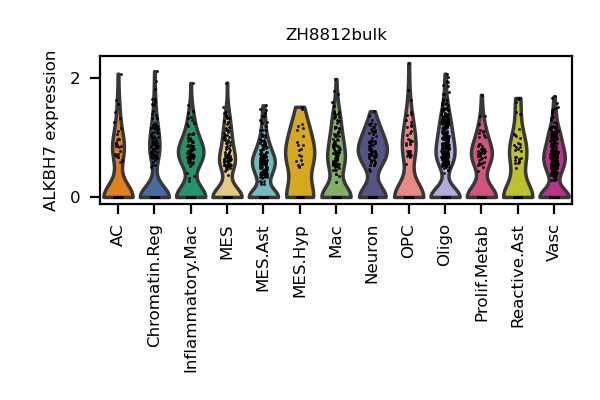 ZH8812bulk
ALKBH7 expression
2
0
AC
Chromatin.Reg
Inflammatory.Mac
MES
MES.Ast
MES.Hyp
Mac
Neuron
OPC
Oligo
Prolif.Metab
Reactive.Ast
Vasc